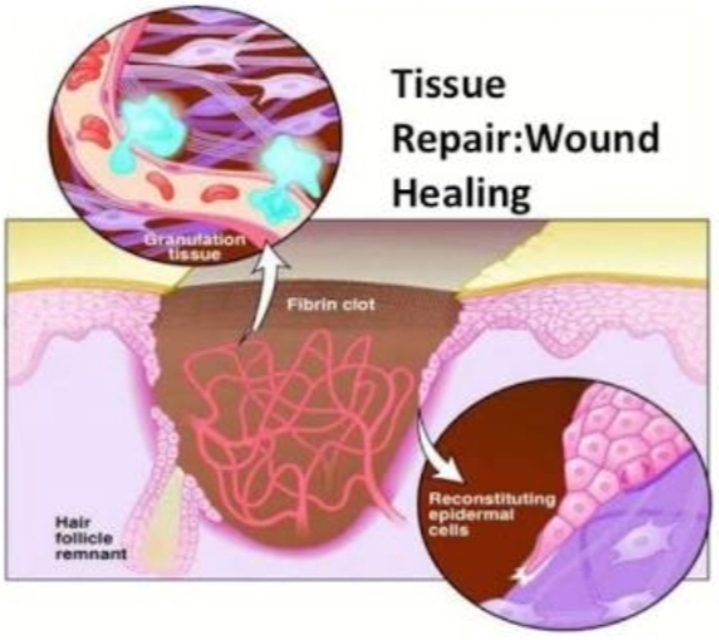 Tissue
Repair:Wound
Healing
Granulation
tissue
Fibrin clot
Reconstituting
epidermal
cells
Hair
follicle
remnant